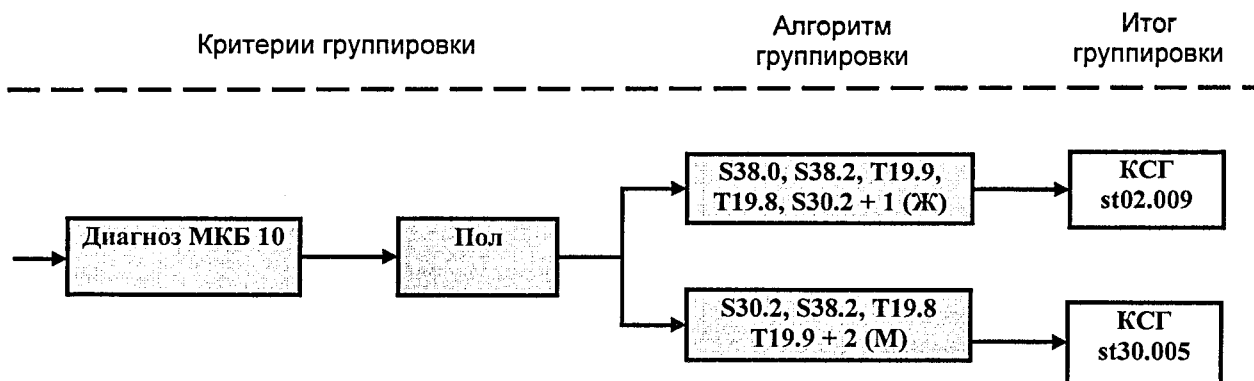 Критерии группировки
Алгоритм
группировки
Итог
группировки
Диагноз МКБ 10
Пол
S38.0, S38.2, T19.9,
T19.8, S30.2 + 1 (Ж)
КСГ
st02.009
S30.2, S38.2, T19.8
T19.9 + 2 (М)
КСГ
st30.005